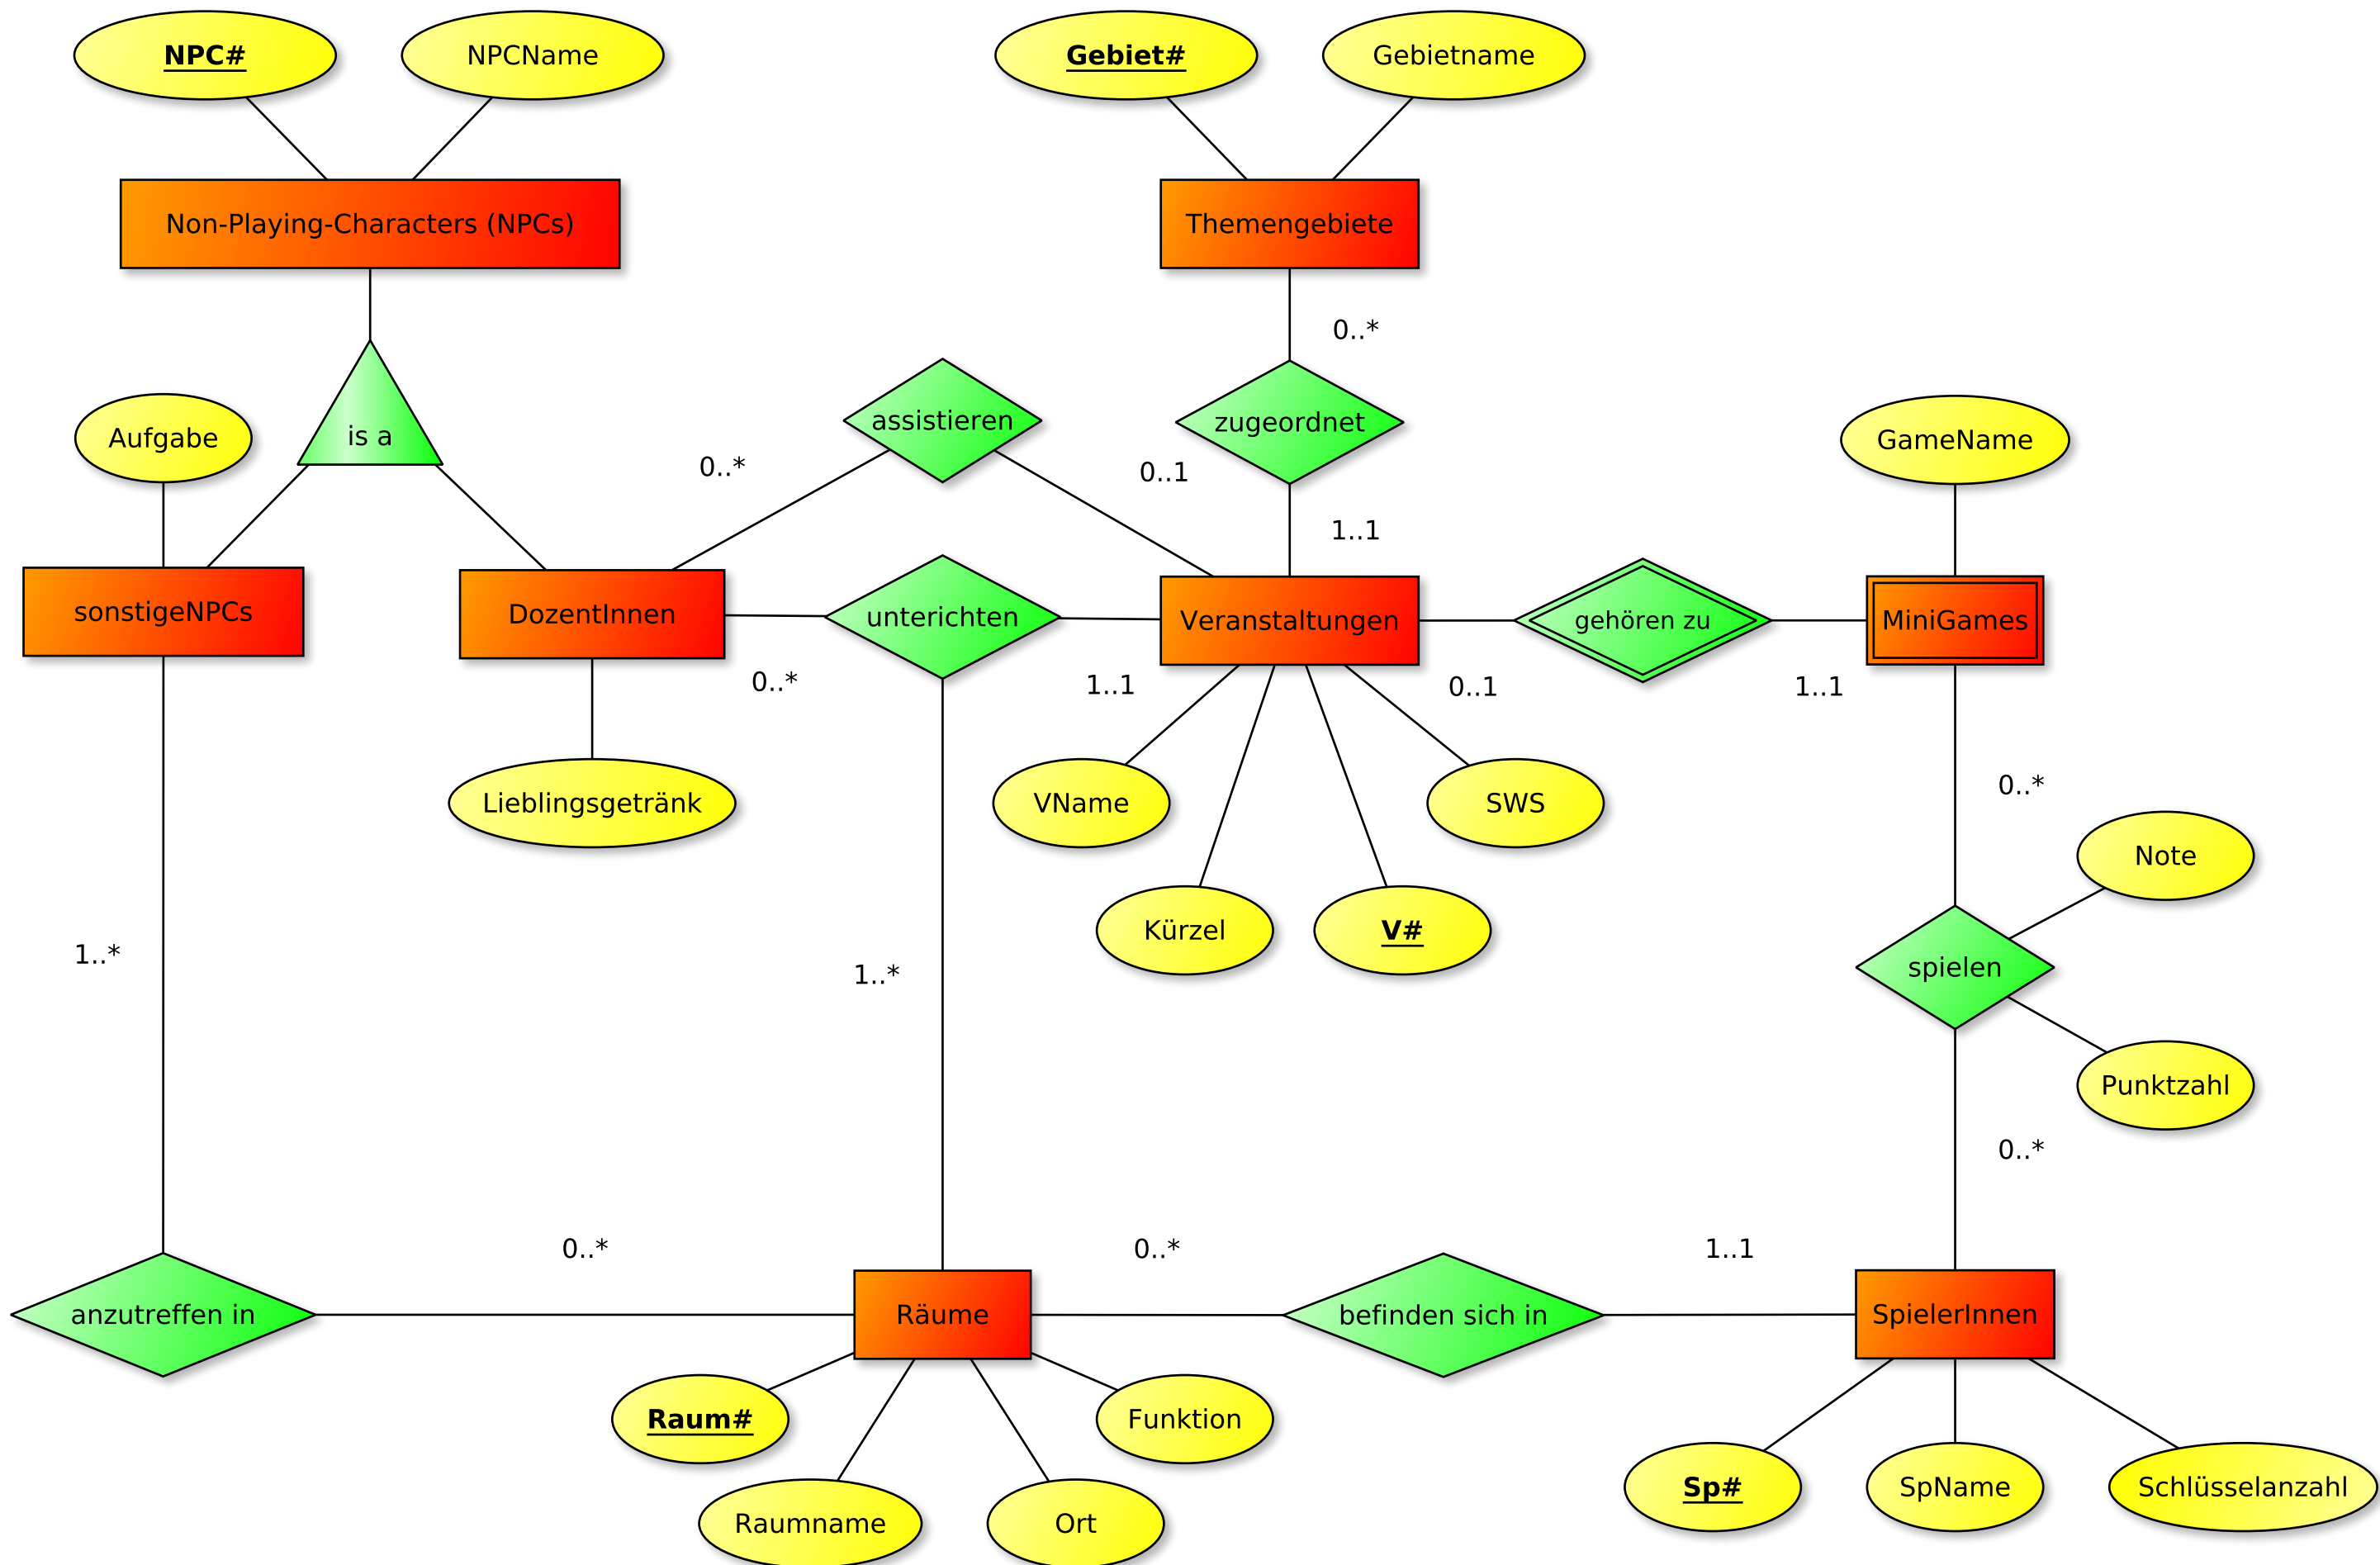 NPC#
NPCName
Gebiet#
Gebietname
Non-Playing-Characters (NPCs)
Themengebiete
0..*
is a
Aufgabe
assistieren
zugeordnet
GameName
0..*
0..1
1..1
sonstigeNPCs
DozentInnen
unterichten
Veranstaltungen
gehören zu
MiniGames
0..*
1..1
0..1
1..1
Lieblingsgetränk
VName
SWS
0..*
Note
Kürzel
V#
1..*
1..*
spielen
Punktzahl
0..*
0..*
0..*
1..1
anzutreffen in
Räume
befinden sich in
SpielerInnen
Raum#
Funktion
Raumname
Ort
Sp#
SpName
Schlüsselanzahl